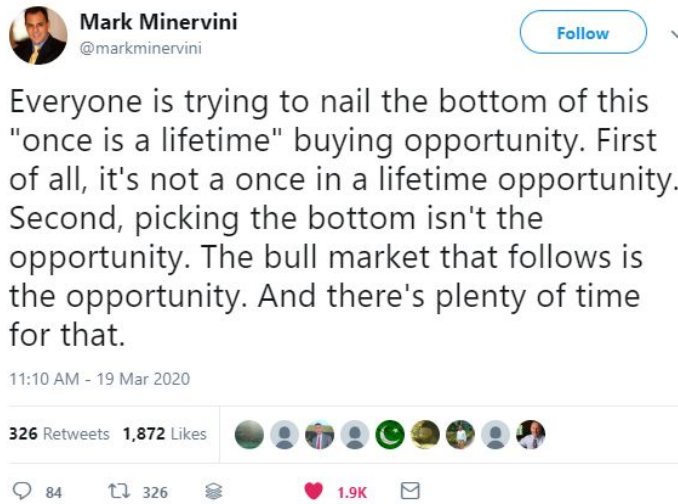 Mark Minervini
@markminervini
Follow
Everyone is trying to nail the bottom of this
"once is a lifetime" buying opportunity. First
of all, it's not a once in a lifetime opportunity.
Second, picking the bottom isn't the
opportunity. The bull market that follows is
the opportunity. And there's plenty of time
for that.
11:10 AM - 19 Mar 2020
326 Retweets 1,872 Likes
84 326 1.9K